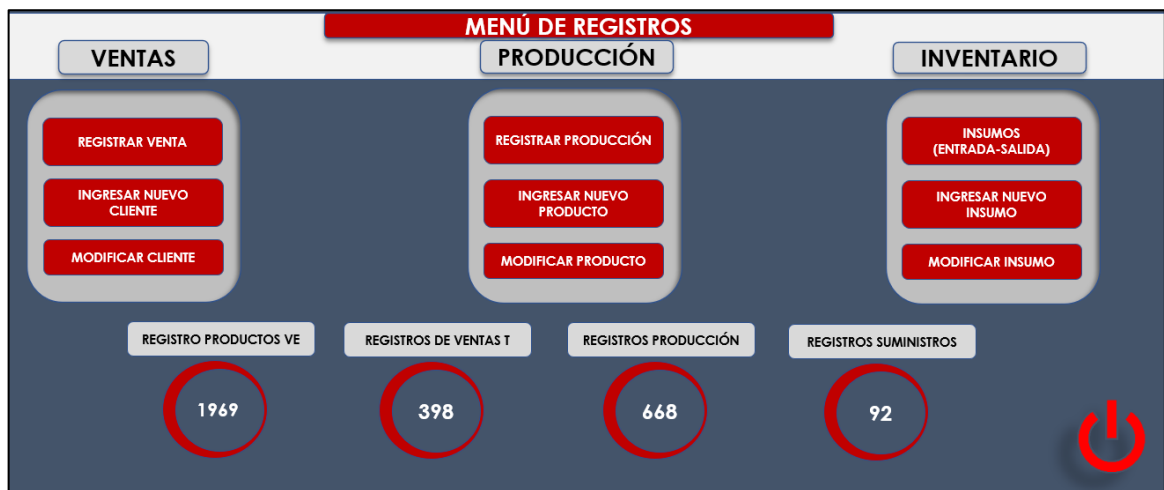 MENÚ DE REGISTROS
VENTAS
PRODUCCIÓN
INVENTARIO
REGISTRAR VENTA
INGRESAR NUEVO
CLIENTE
MODIFICAR CLIENTE
REGISTRAR PRODUCCIÓN
INGRESAR NUEVO
PRODUCTO
MODIFICAR PRODUCTO
INSUMOS
(ENTRADA-SALIDA)
INGRESAR NUEVO
INSUMO
MODIFICAR INSUMO
REGISTRO PRODUCTOS VE
REGISTROS DE VENTAS T
REGISTROS PRODUCCIÓN
REGISTROS SUMINISTROS
1969
398
668
92